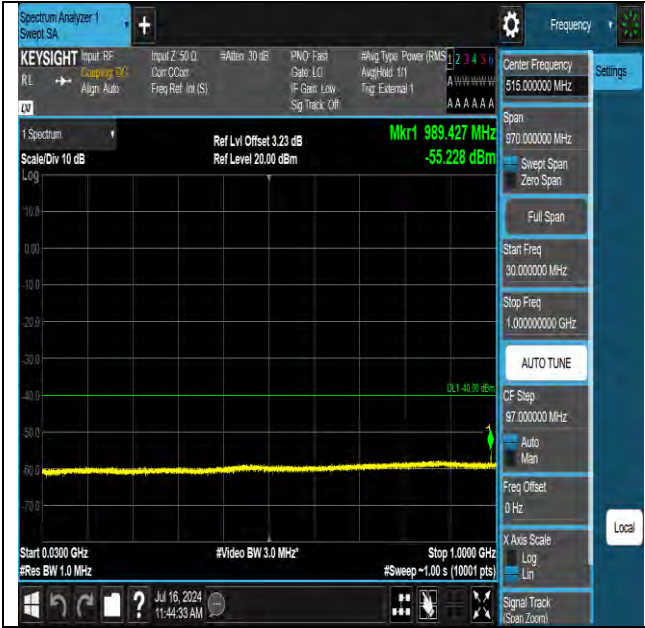 Spectrum Analyzer 1
Swept SA
+
Frequency
KEYSIGHT
RL
LXI
Input: RF
Coupling: DC
Align: Auto
Input Z: 50 Ω
Corr CCorr
Freq Ref: Int (S)
#Atten: 30 dB
PNO: Fast
Gate: LO
IF Gain: Low
Sig Track: Off
#Avg Type: Power (RMS
Avg|Hold: 1/1
Trig: External 1
1 2 3 4 5 6
A W W W W W
A A A A A A
Settings
1 Spectrum
Scale/Div 10 dB
Log
Ref Lvl Offset 3.23 dB
Ref Level 20.00 dBm
Mkr1 989.427 MHz
-55.228 dBm
10.0
0.00
-10.0
-20.0
-30.0
-40.0
-50.0
-60.0
-70.0
DL1 -40.00 dBm
Start 0.0300 GHz
#Res BW 1.0 MHz
#Video BW 3.0 MHz*
Stop 1.0000 GHz
#Sweep ~1.00 s (10001 pts)
Center Frequency
515.000000 MHz
Span
970.000000 MHz
Swept Span
Zero Span
Full Span
Start Freq
30.000000 MHz
Stop Freq
1.000000000 GHz
AUTO TUNE
CF Step
97.000000 MHz
Auto
Man
Freq Offset
0 Hz
X Axis Scale
Log
Lin
Signal Track
(Span Zoom)
Local
?
Jul 16, 2024
11:44:33 AM